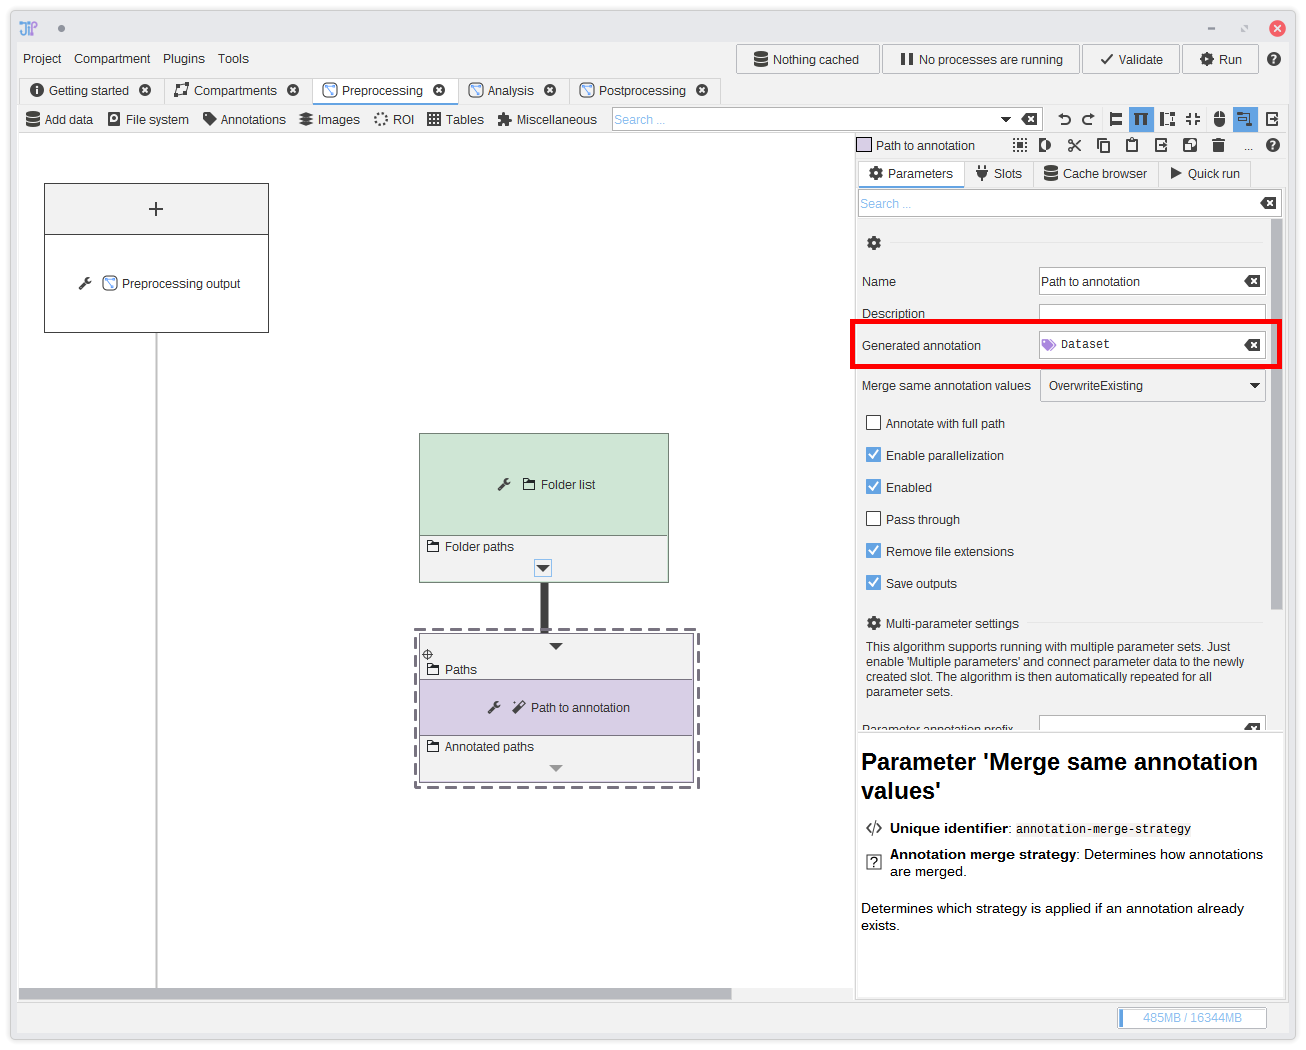 JIP
Project Compartment Plugins Tools
Nothing cached
No processes are running
Validate
Run
Getting started
Compartments
Preprocessing
Analysis
Postprocessing
Add data
File system
Annotations
Images
ROI
Tables
Miscellaneous
Search ...
Path to annotation
...
Parameters
Slots
Cache browser
Quick run
Search ...
Name
Path to annotation
Description
Generated annotation
Dataset
Merge same annotation values
OverwriteExisting
Annotate with full path
Enable parallelization
Enabled
Pass through
Remove file extensions
Save outputs
Multi-parameter settings
This algorithm supports running with multiple parameter sets. Just
enable 'Multiple parameters' and connect parameter data to the newly
created slot. The algorithm is then automatically repeated for all
parameter sets.
Parameter annotation prefix
Parameter 'Merge same annotation
values'
Unique identifier: annotation-merge-strategy
Annotation merge strategy: Determines how annotations
are merged.
Determines which strategy is applied if an annotation already
exists.
Preprocessing output
Folder list
Folder paths
Paths
Path to annotation
Annotated paths
485MB / 16344MB